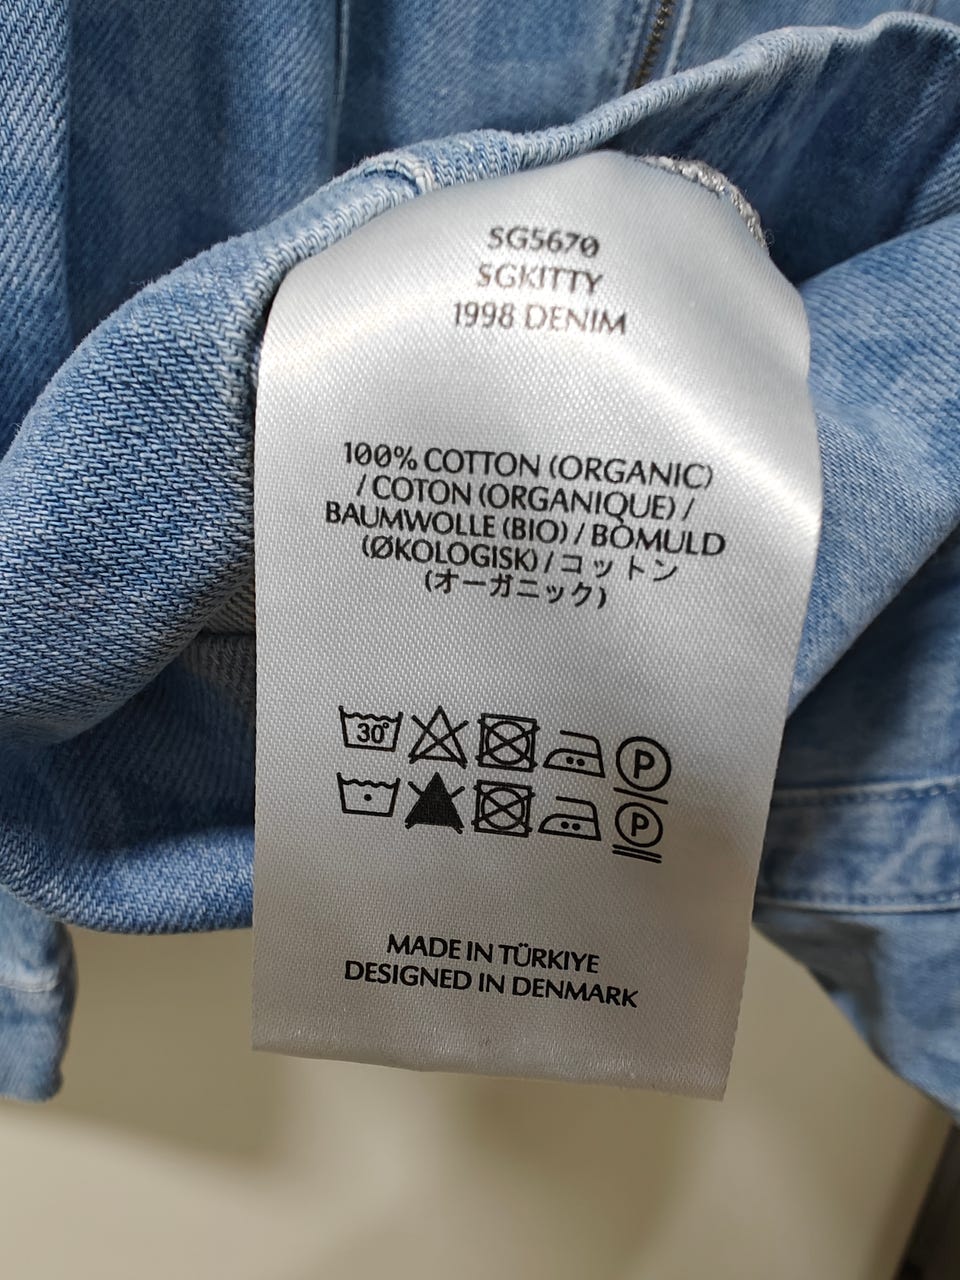 SG5670
SGKITTY
1998 DENIM
100% COTTON (ORGANIC)
/ COTON (ORGANIQUE) /
BAUMWOLLE (BIO) / BOMULD
(ØKOLOGISK) / コットン
(オーガニック)
30°
P
P
MADE IN TÜRKIYE
DESIGNED IN DENMARK